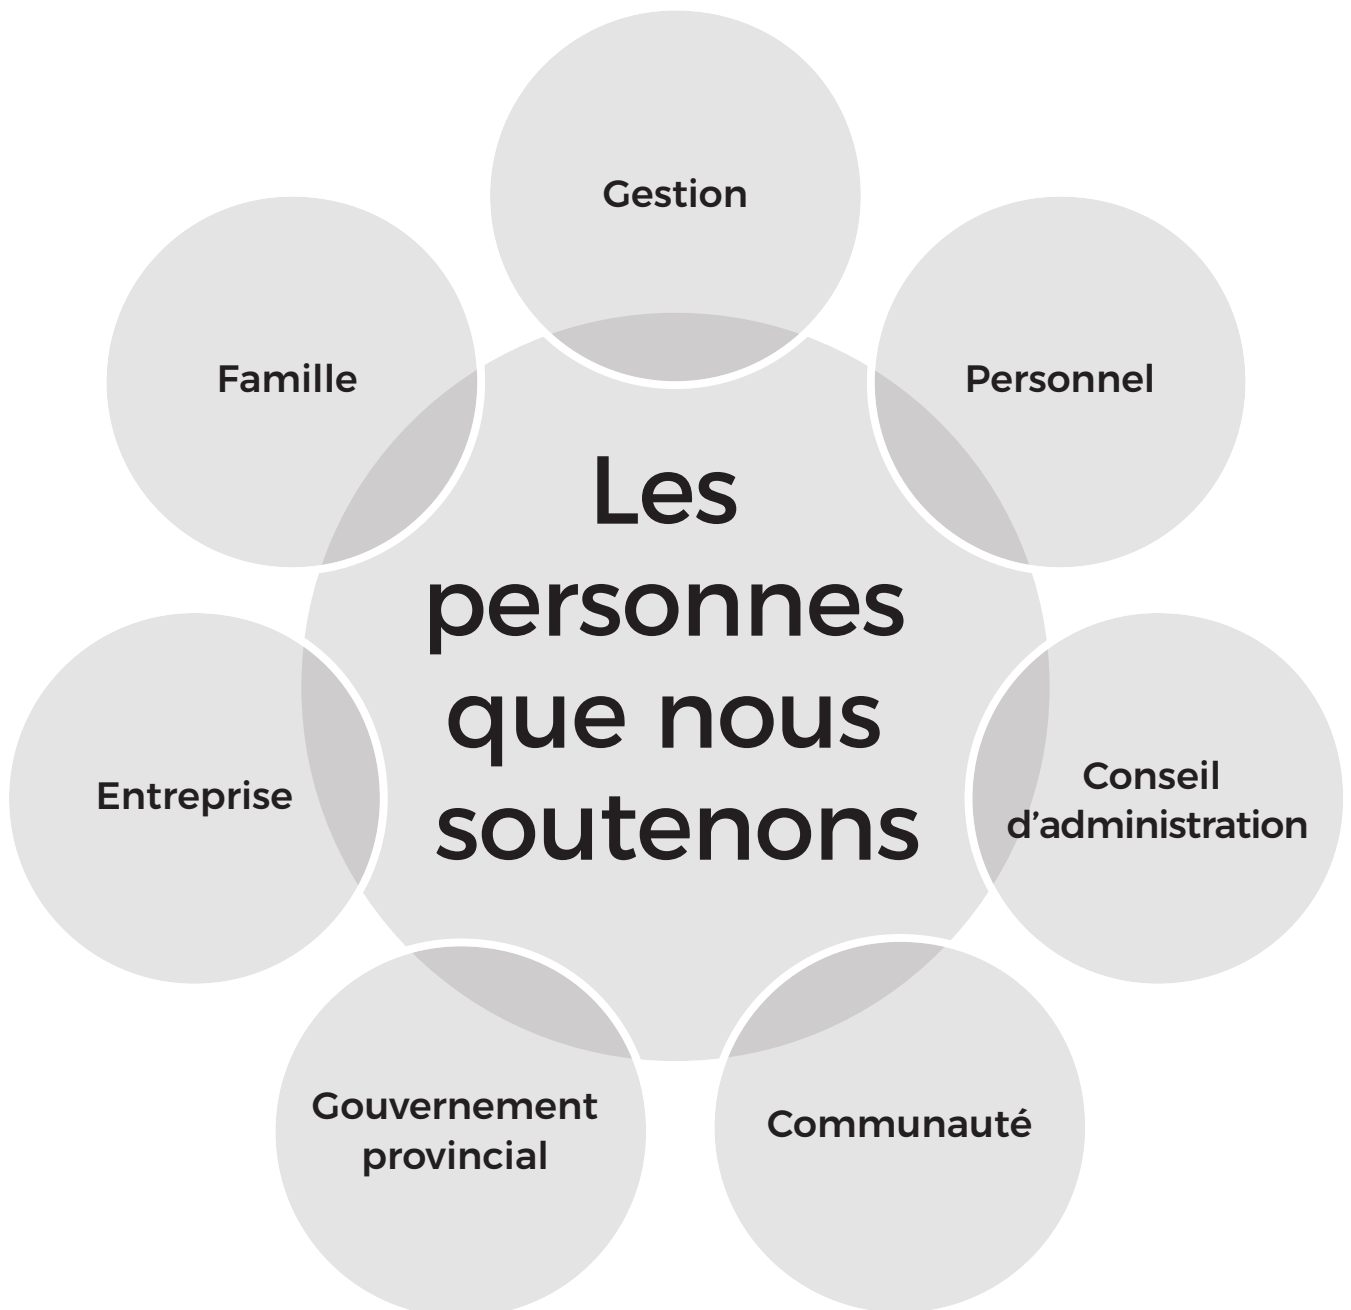 Gestion
Famille
Personnel
Les
personnes
que nous
soutenons
Entreprise
Conseil
d’administration
Gouvernement
provincial
Communauté